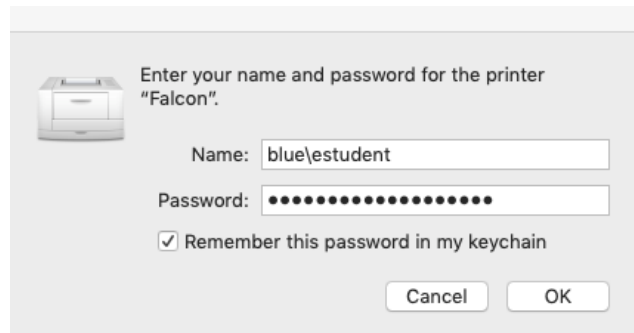 Enter your name and password for the printer
“Falcon”.
Name: blue\estudent
Password: •••••••••••••••••••
Remember this password in my keychain
Cancel OK